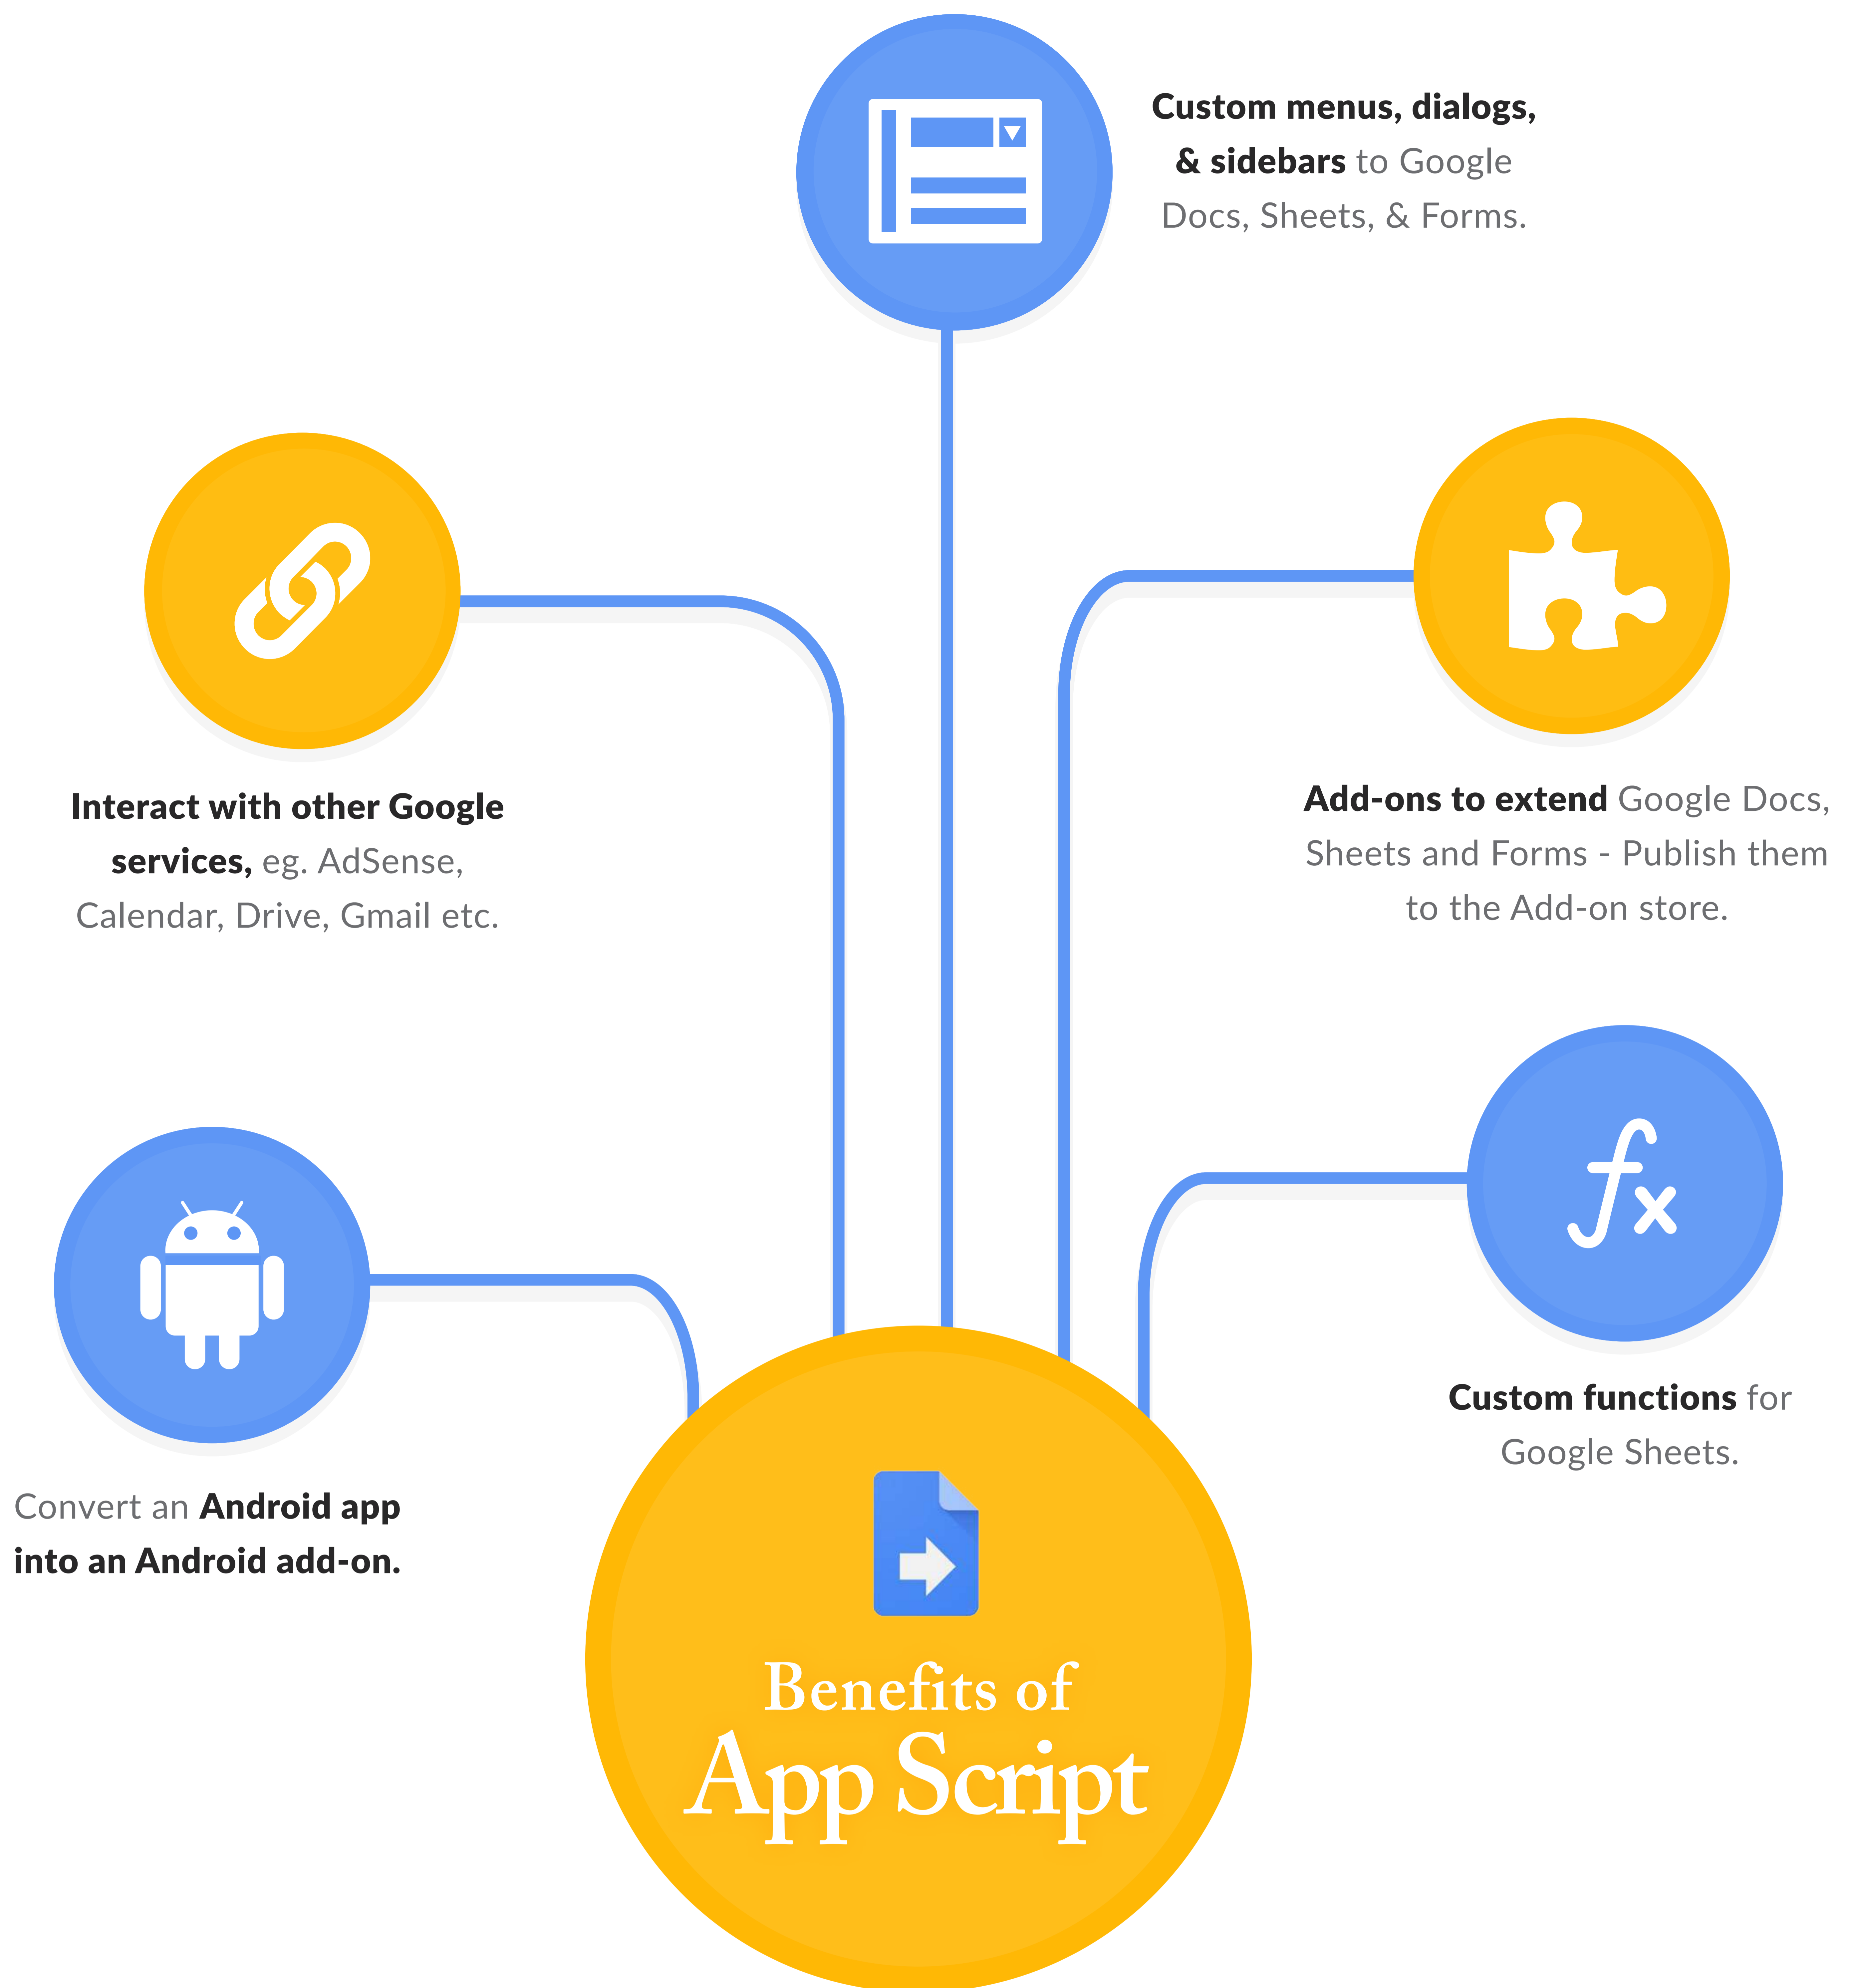 Custom menus, dialogs,
& sidebars to Google
Docs, Sheets, & Forms.
Interact with other Google
services, eg. AdSense,
Calendar, Drive, Gmail etc.
Add-ons to extend Google Docs,
Sheets and Forms - Publish them
to the Add-on store.
Convert an Android app
into an Android add-on.
fx
Custom functions for
Google Sheets.
Benefits of
App Script